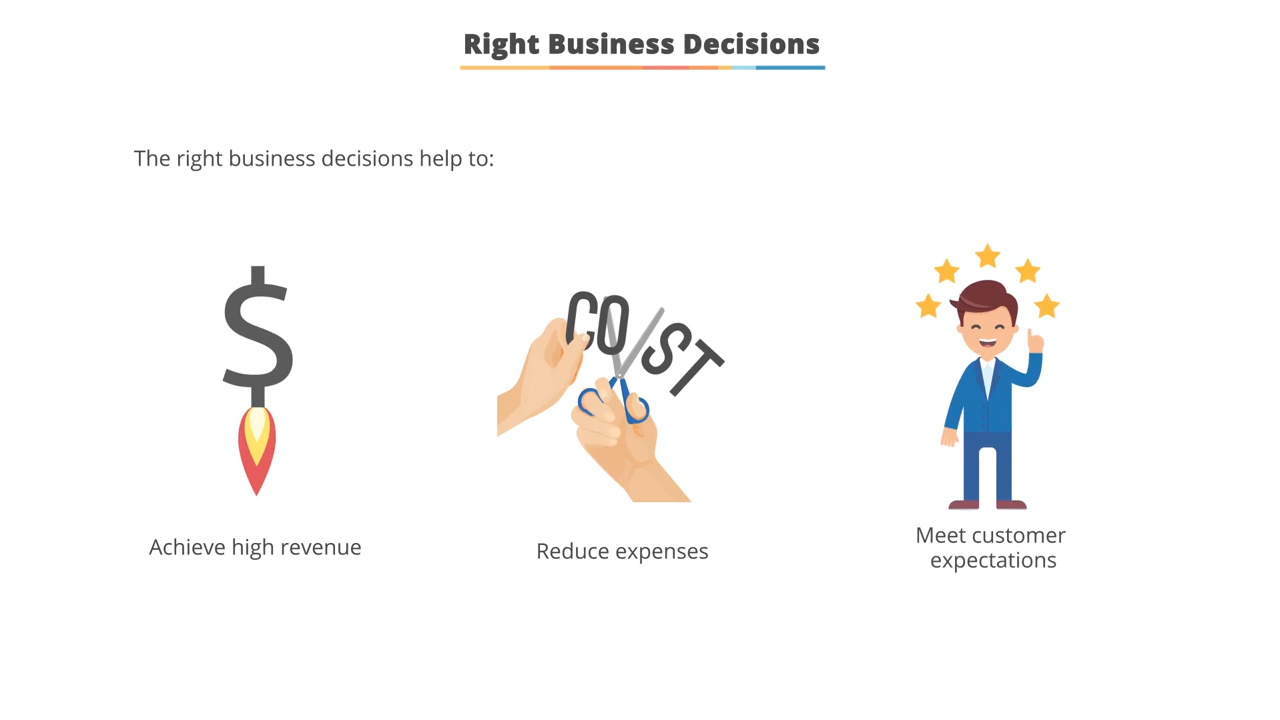 Right Business Decisions
The right business decisions help to:
$
COST
Achieve high revenue
Reduce expenses
Meet customer
expectations